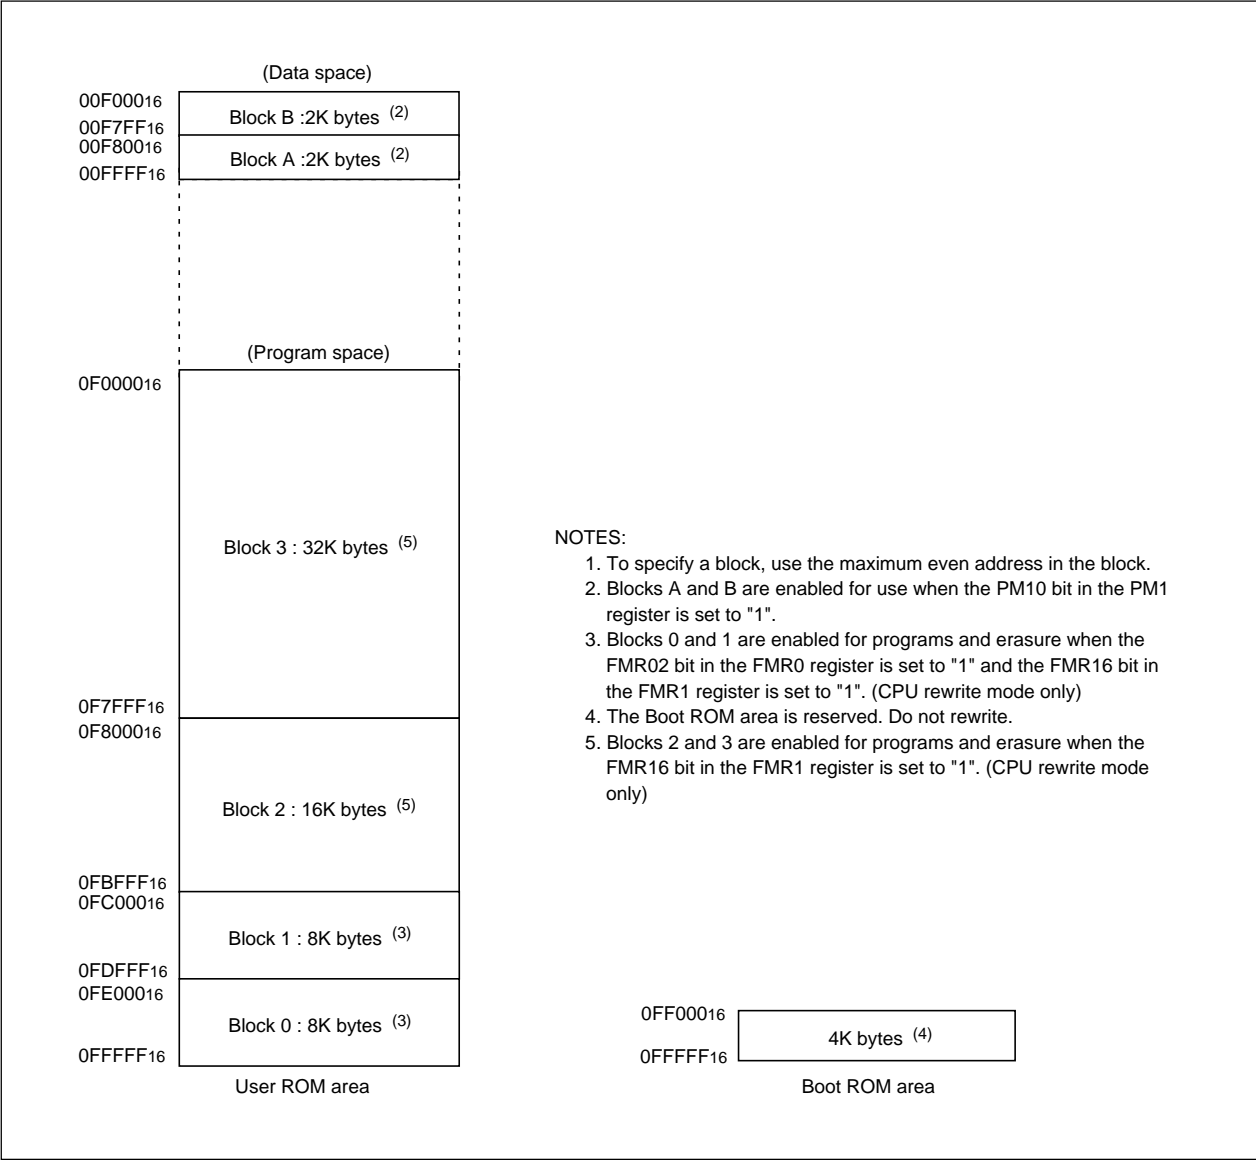 (Data space)
00F00016
Block B :2K bytes (2)
00F7FF16
00F80016
Block A :2K bytes (2)
00FFFF16
(Program space)
0F000016
Block 3 : 32K bytes (5)
0F7FFF16
0F800016
Block 2 : 16K bytes (5)
0FBFFF16
0FC00016
Block 1 : 8K bytes (3)
0FDFFF16
0FE00016
Block 0 : 8K bytes (3)
0FFFFF16
User ROM area
NOTES:
1. To specify a block, use the maximum even address in the block.
2. Blocks A and B are enabled for use when the PM10 bit in the PM1
register is set to "1".
3. Blocks 0 and 1 are enabled for programs and erasure when the
FMR02 bit in the FMR0 register is set to "1" and the FMR16 bit in
the FMR1 register is set to "1". (CPU rewrite mode only)
4. The Boot ROM area is reserved. Do not rewrite.
5. Blocks 2 and 3 are enabled for programs and erasure when the
FMR16 bit in the FMR1 register is set to "1". (CPU rewrite mode
only)
0FF00016
4K bytes (4)
0FFFFF16
Boot ROM area